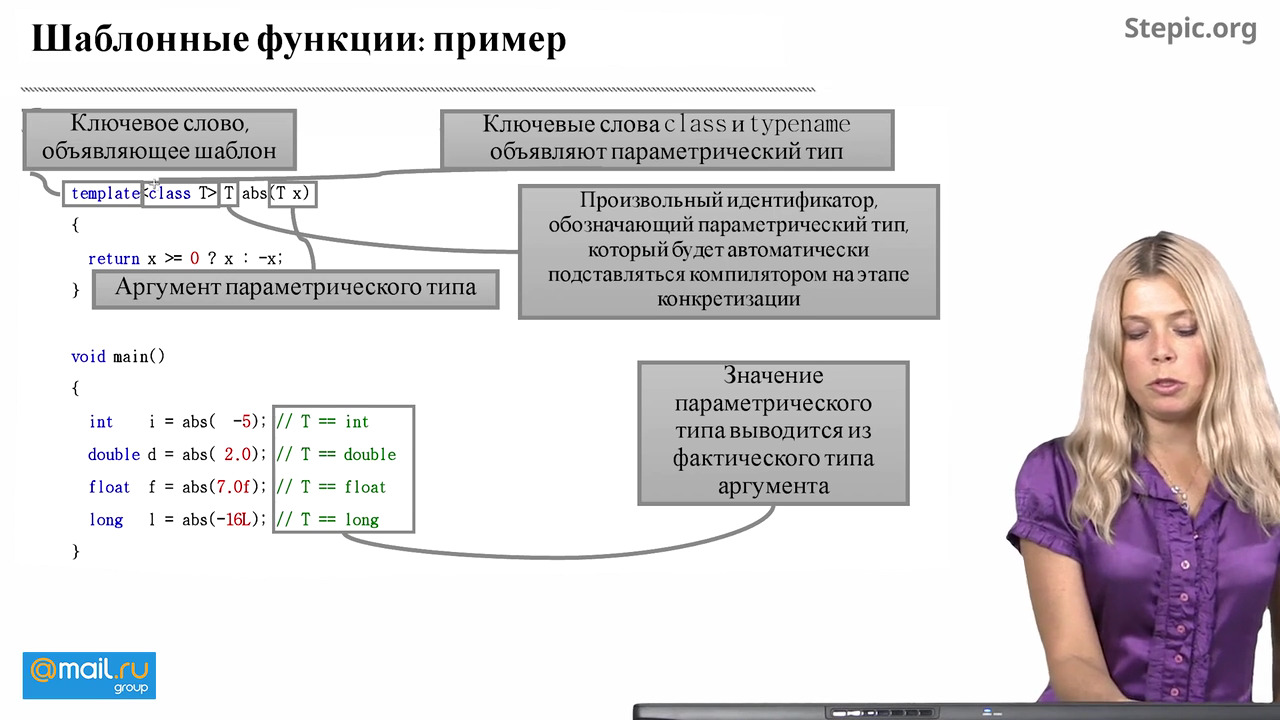 Шаблонные функции: пример
Stepic.org
Ключевое слово,
объявляющее шаблон
Ключевые слова class и typename
объявляют параметрический тип
template<class T> T abs(T x)
{
return x >= 0 ? x : -x;
}
Аргумент параметрического типа
Произвольный идентификатор,
обозначающий параметрический тип,
который будет автоматически
подставляться компилятором на этапе
конкретизации
void main()
{
int i = abs( -5); // T == int
double d = abs( 2.0); // T == double
float f = abs(7.0f); // T == float
long l = abs(-16L); // T == long
}
Значение
параметрического
типа выводится из
фактического типа
аргумента
@mail.ru
group